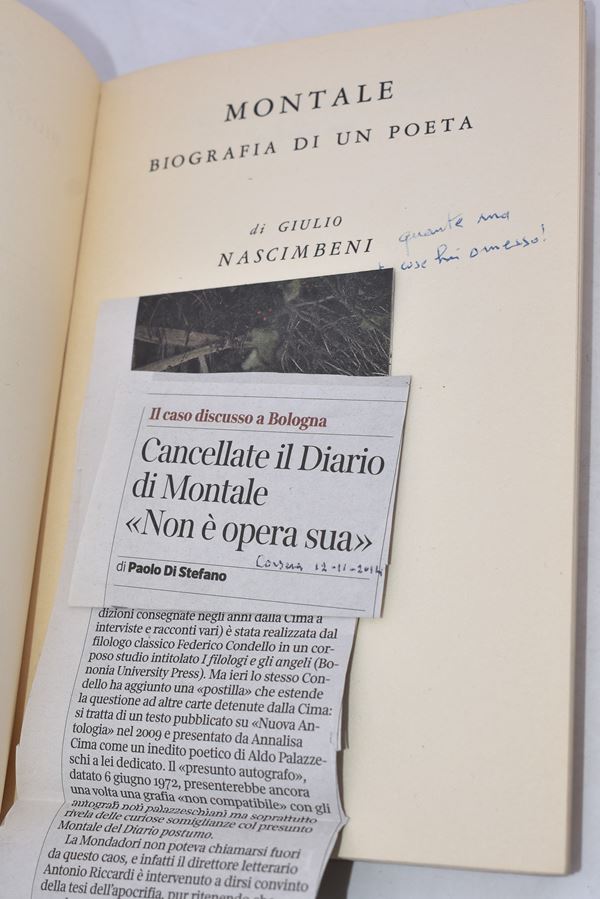 MONTALE
BIOGRAFIA DI UN POETA
di GIULIO
NASCIMBENI
quante ma
cose hai omesso!
Il caso discusso a Bologna
Cancellate il Diario
di Montale
«Non è opera sua»
di Paolo Di Stefano
Corsera 12-11-2014
dizioni consegnate negli anni dalla Cima a
interviste e racconti vari) è stata realizzata dal
filologo classico Federico Condello in un cor-
poso studio intitolato I filologi e gli angeli (Bo-
nonia University Press). Ma ieri lo stesso Con-
dello ha aggiunto una «postilla» che estende
la questione ad altre carte detenute dalla Cima:
si tratta di un testo pubblicato su «Nuova An-
tologia» nel 2009 e presentato da Annalisa
Cima come un inedito poetico di Aldo Palazze-
schi a lei dedicato. Il «presunto autografo»,
datato 6 giugno 1972, presenterebbe ancora
una volta una grafia «non compatibile» con gli
autografi non palazzeschiani ma soprattutto
rivela delle curiose somiglianze col presunto
Montale del Diario postumo.
La Mondadori non poteva chiamarsi fuori
da questo caos, e infatti il direttore letterario
Antonio Riccardi è intervenuto a dirsi convinto
della tesi dell'apocrifia, pur ritenendo che